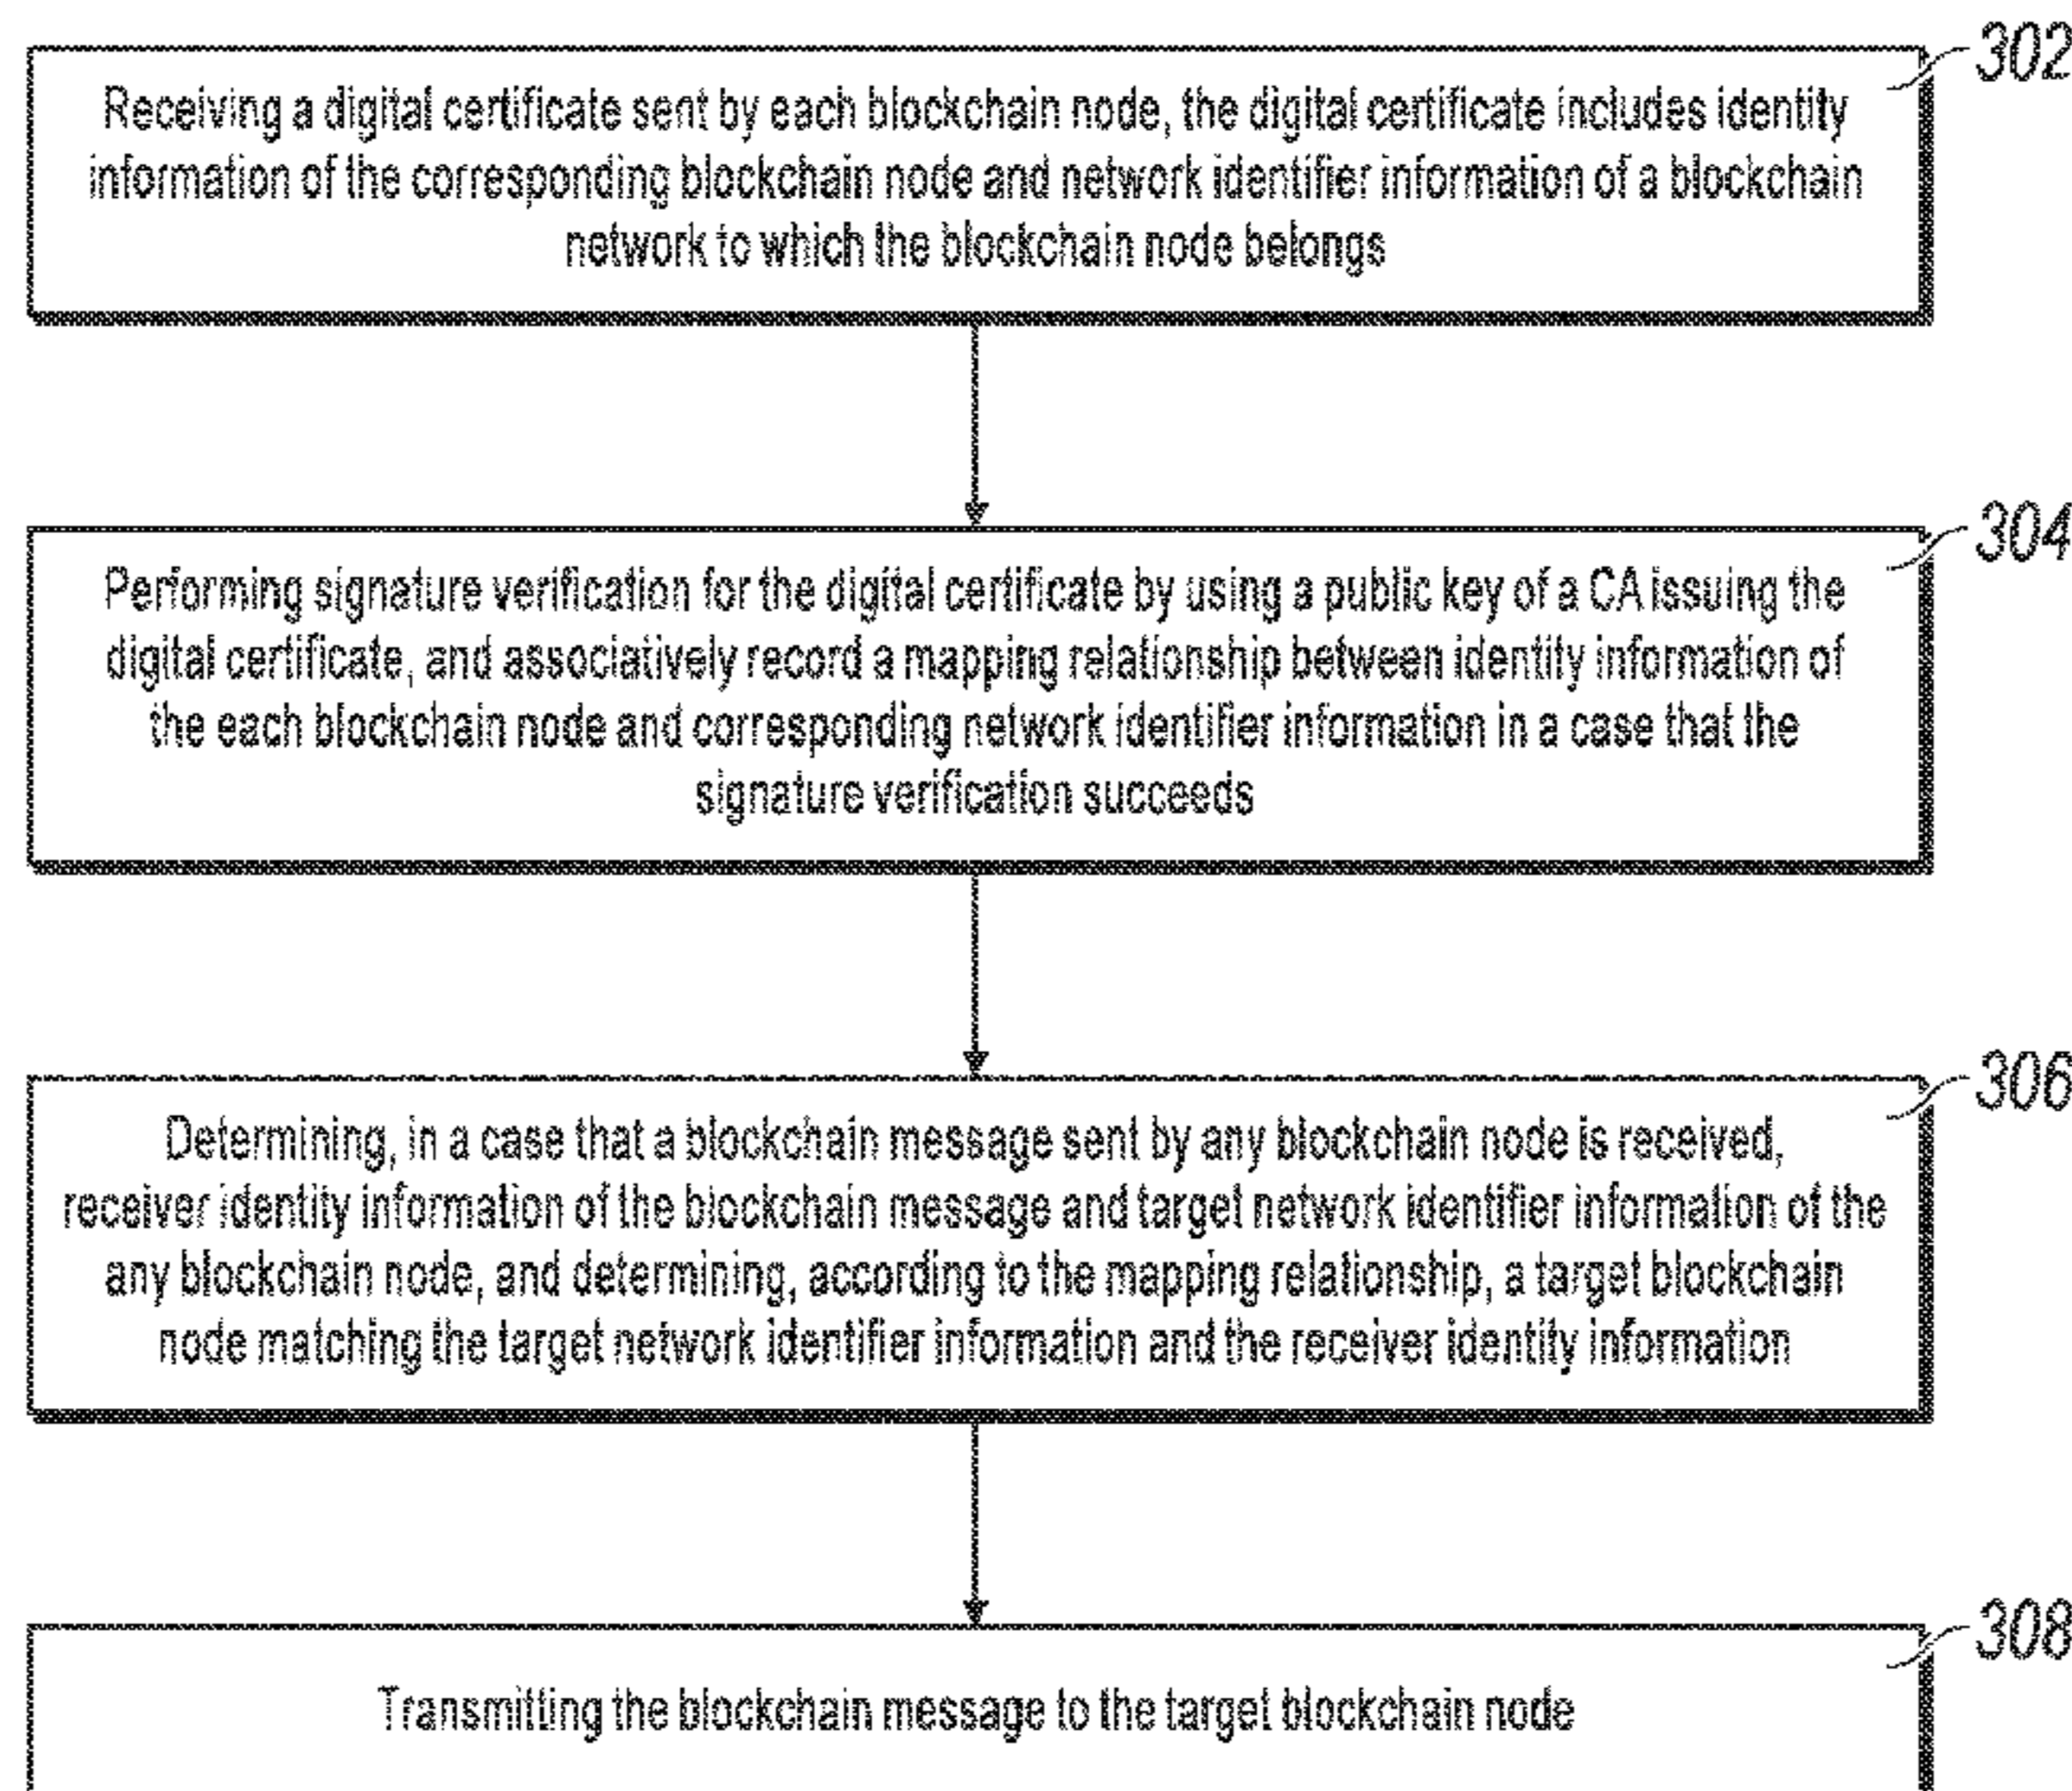 302
Receiving a digital certificate sent by each blockchain node, the digital certificate includes identity
information of the corresponding blockchain node and network identifier information of a blockchain
network to which the blockchain node belongs
304
Performing signature verification for the digital certificate by using a public key of a CA issuing the
digital certificate, and associatively record a mapping relationship between identity information of
the each blockchain node and corresponding network identifier information in a case that the
signature verification succeeds
306
Determining, in a case that a blockchain message sent by any blockchain node is received,
receiver identity information of the blockchain message and target network identifier information of the
any blockchain node, and determining, according to the mapping relationship, a target blockchain
node matching the target network identifier information and the receiver identity information
308
Transmitting the blockchain message to the target blockchain node